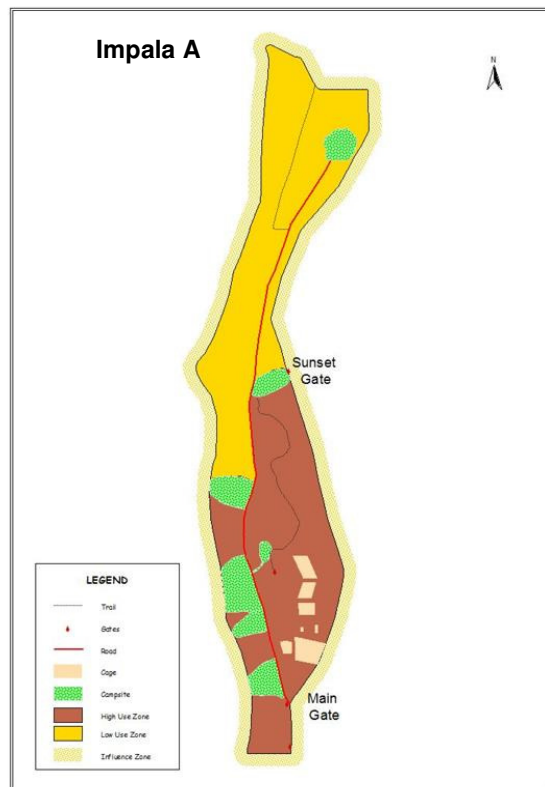 Impala A
N
Sunset
Gate
Main
Gate
LEGEND
Trail
Gates
Road
Cage
Campsite
High Use Zone
Low Use Zone
Influence Zone